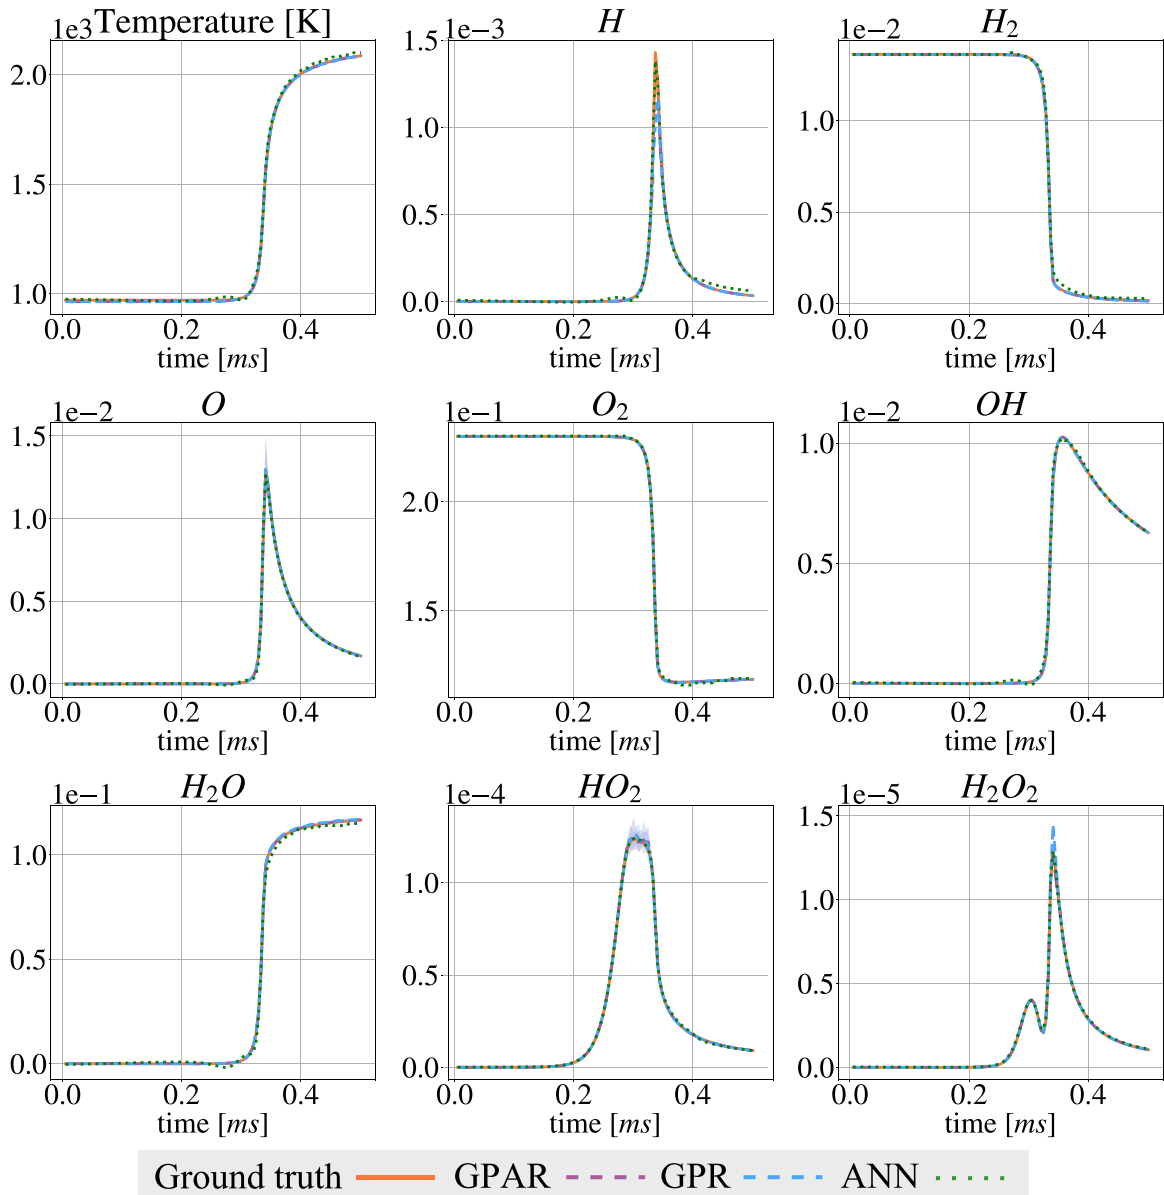 1e3 Temperature [K]
2.0
1.5
1.0
0.0 0.2 0.4
time [ms]
1e−3 H
1.5
1.0
0.5
0.0
0.0 0.2 0.4
time [ms]
1e−2 H₂
1.0
0.5
0.0
0.0 0.2 0.4
time [ms]
1e−2 O
1.5
1.0
0.5
0.0
0.0 0.2 0.4
time [ms]
1e−1 O₂
2.0
1.5
0.0 0.2 0.4
time [ms]
1e−2 OH
1.0
0.5
0.0
0.0 0.2 0.4
time [ms]
1e−1 H₂O
1.0
0.5
0.0
0.0 0.2 0.4
time [ms]
1e−4 HO₂
1.0
0.5
0.0
0.0 0.2 0.4
time [ms]
1e−5 H₂O₂
1.5
1.0
0.5
0.0
0.0 0.2 0.4
time [ms]
Ground truth GPAR GPR ANN